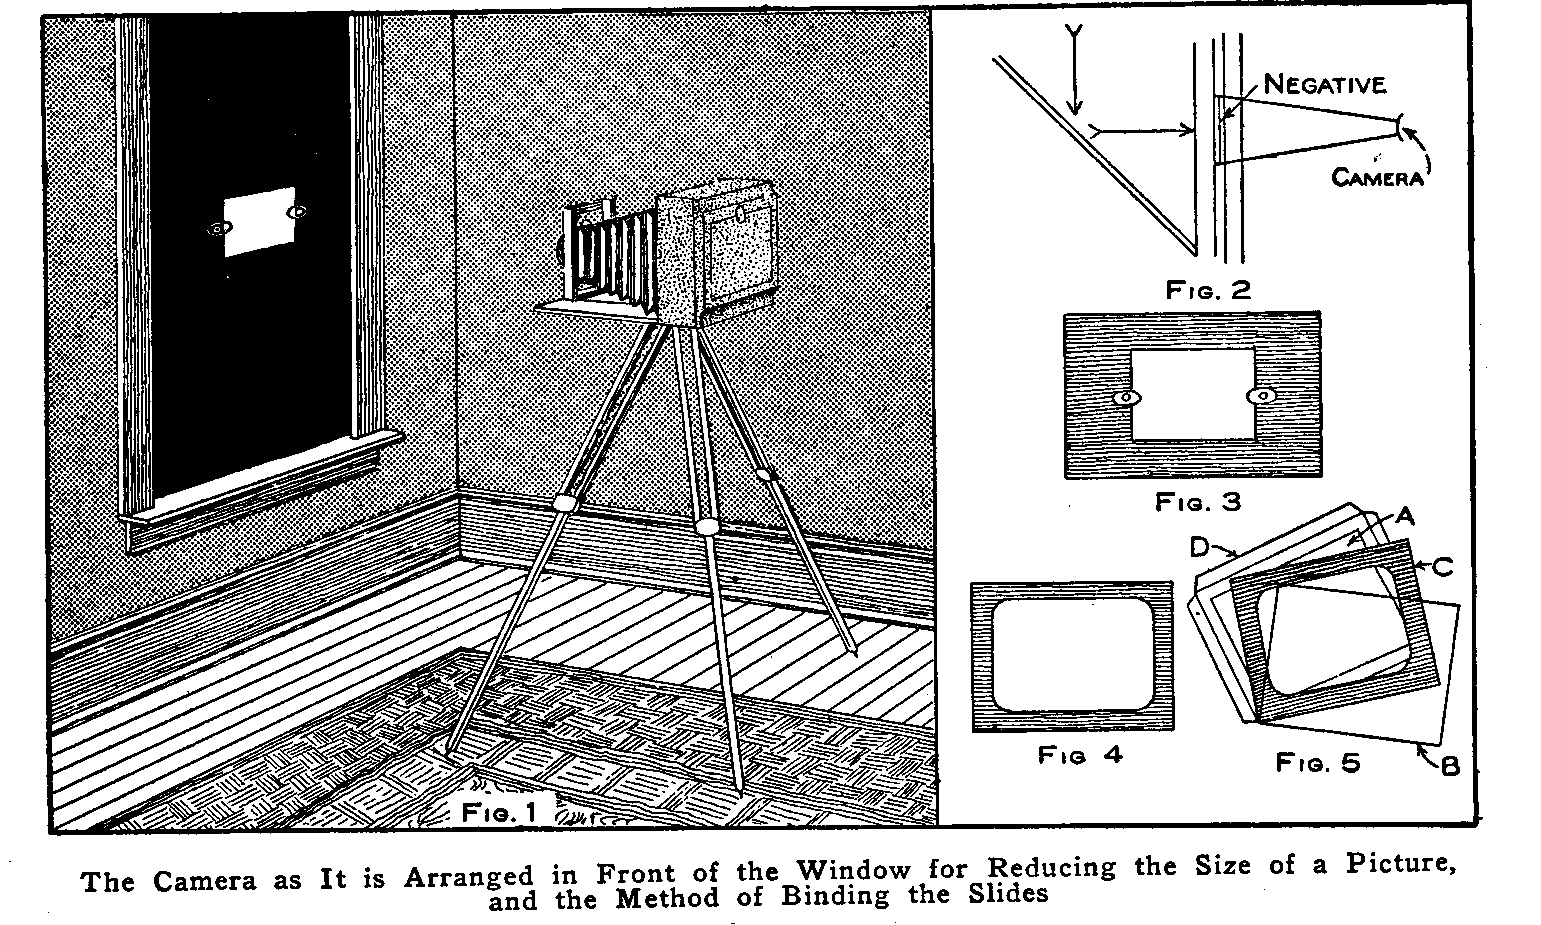 NEGATIVE
CAMERA
FIG. 2
FIG. 3
A
D
C
FIG 4
FIG. 5
B
FIG. 1
The Camera as It is Arranged in Front of the Window for Reducing the Size of a Picture,
and the Method of Binding the Slides